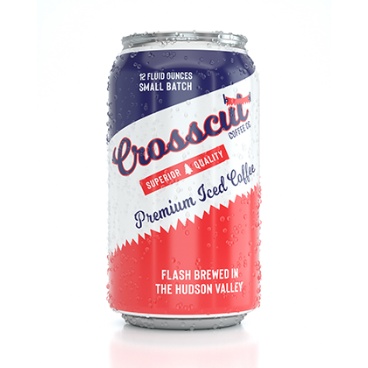 12 FLUID OUNCES
SMALL BATCH
Crosscut
COFFEE CO.
SUPERIOR QUALITY
Premium Iced Coffee
FLASH BREWED IN
THE HUDSON VALLEY